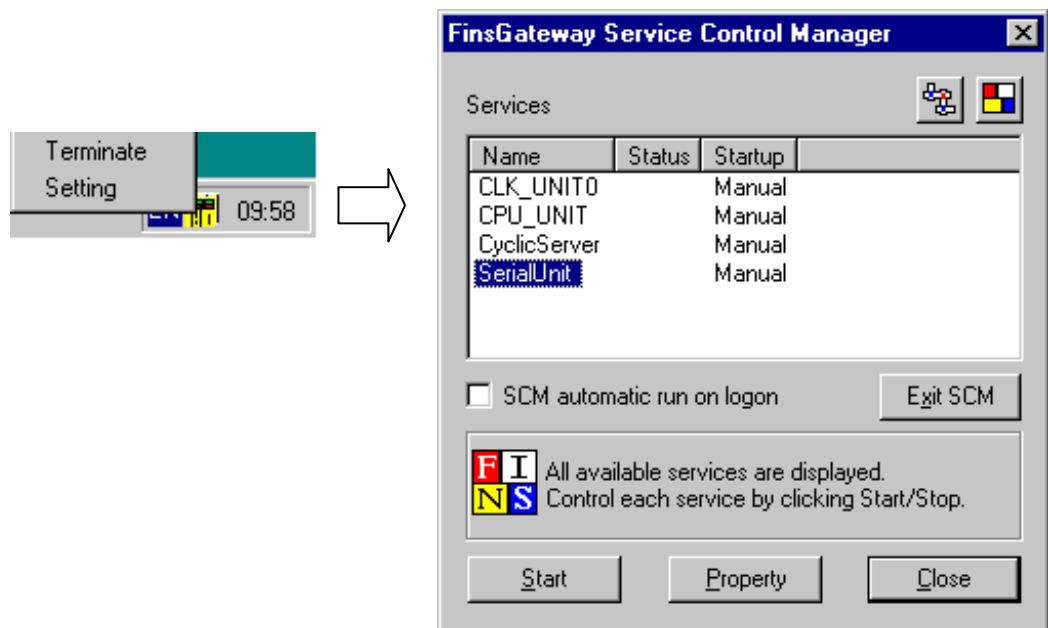 Terminate
Setting
09:58
FinsGateway Service Control Manager
Services
Name Status Startup
CLK_UNIT0 Manual
CPU_UNIT Manual
CyclicServer Manual
SerialUnit Manual
SCM automatic run on logon
Exit SCM
F I
N S
All available services are displayed.
Control each service by clicking Start/Stop.
Start Property Close